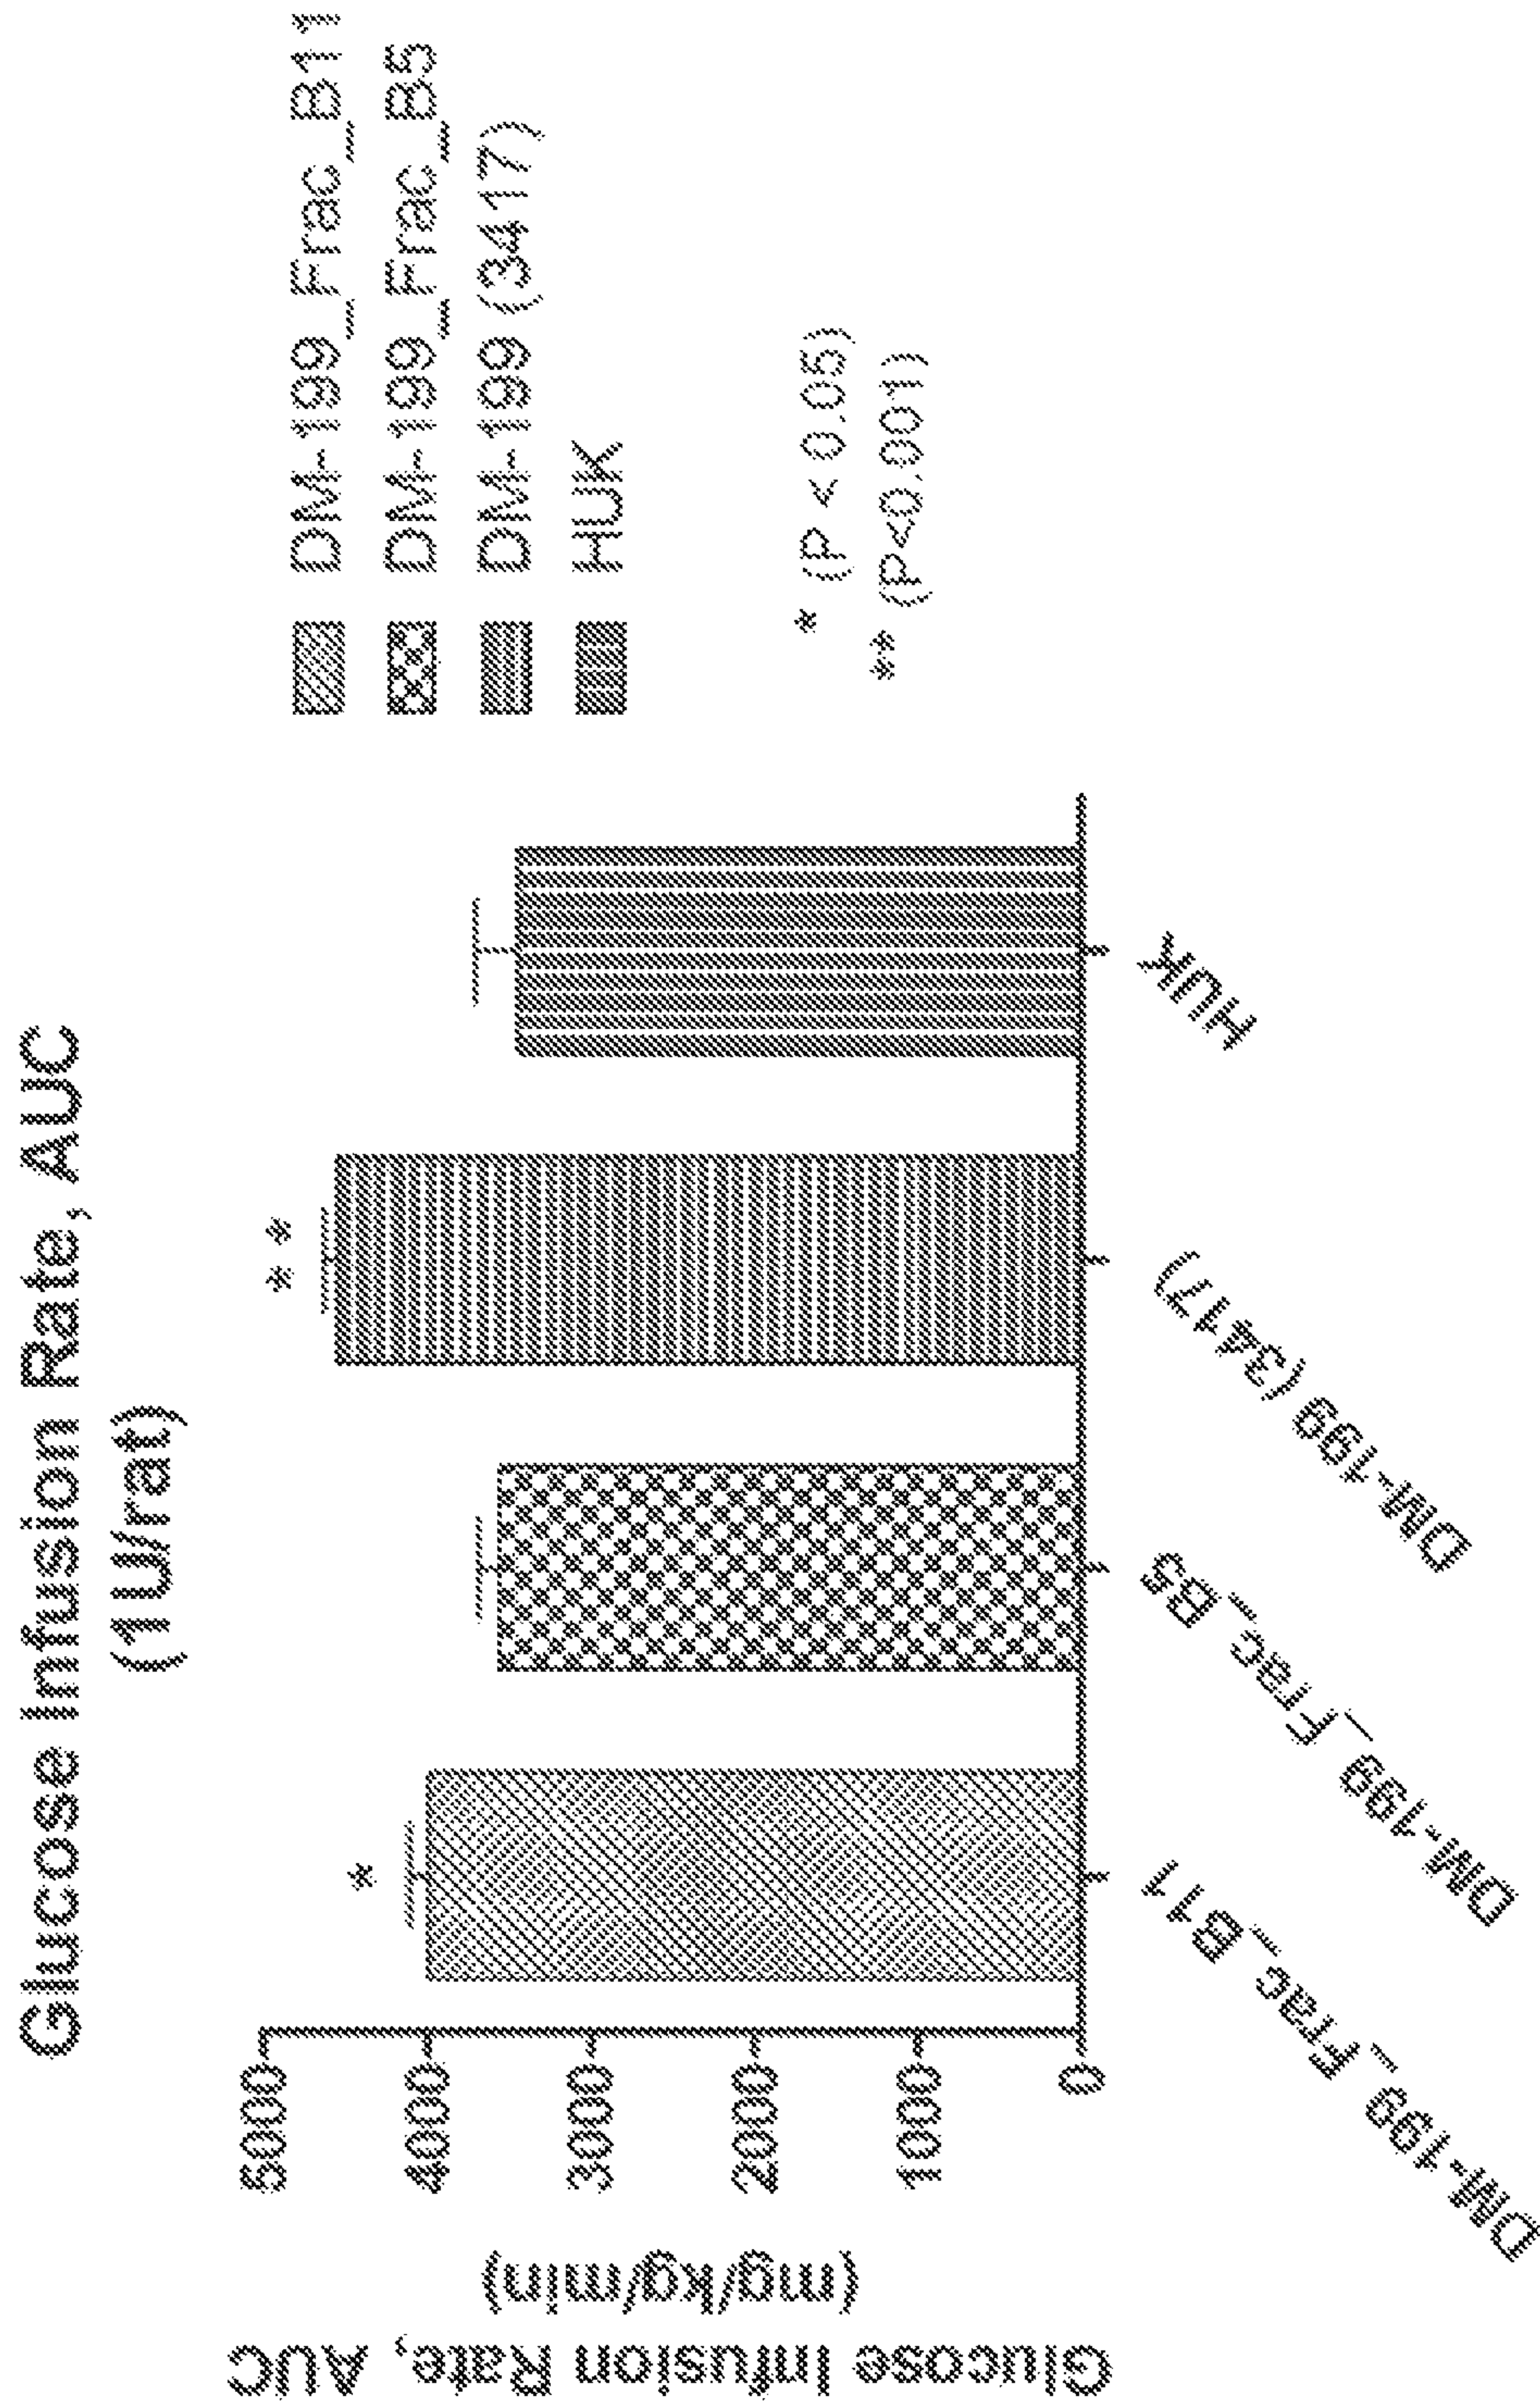 Glucose Infusion Rate, AUC
(1U/rat)
Glucose Infusion Rate, AUC
(mg/kg/min)
5000
4000
3000
2000
1000
0
*
**
DM-199_Frac_B11
DM-199_Frac_B5
DM-199 (3417)
HUK
DM-199_Frac_B11
DM-199_Frac_B5
DM-199 (3417)
HUK
* (P < 0.05)
** (P<0.001)